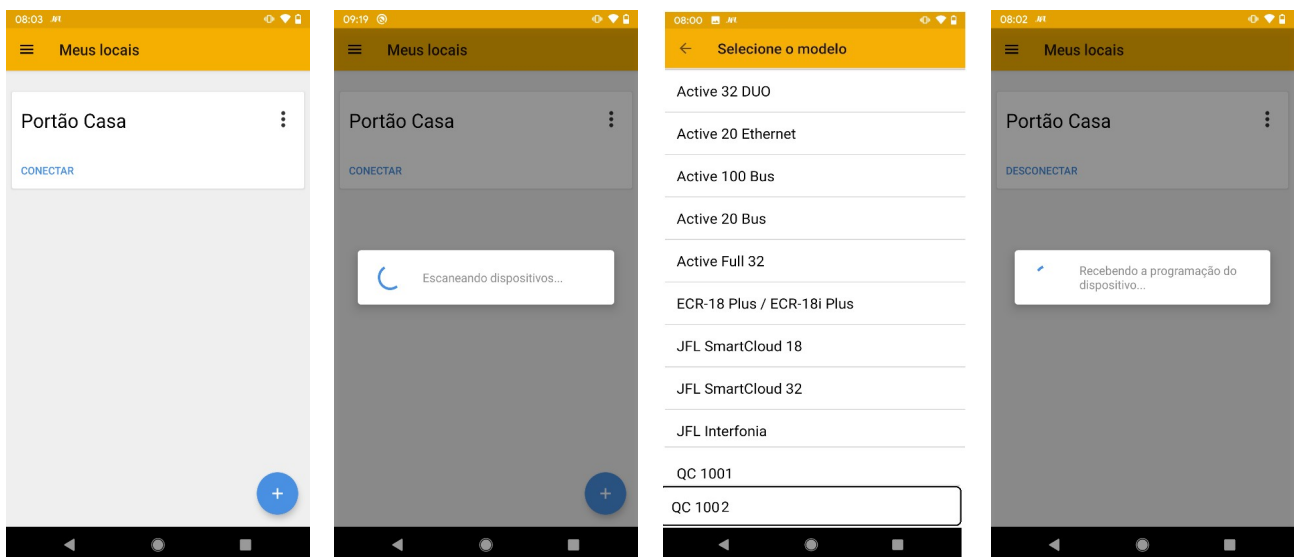 08:03 JFL
Meus locais
Portão Casa
CONECTAR
+
09:19
Meus locais
Portão Casa
CONECTAR
Escaneando dispositivos...
+
08:00 JFL
Selecione o modelo
Active 32 DUO
Active 20 Ethernet
Active 100 Bus
Active 20 Bus
Active Full 32
ECR-18 Plus / ECR-18i Plus
JFL SmartCloud 18
JFL SmartCloud 32
JFL Interfonia
QC 1001
QC 1002
08:02 JFL
Meus locais
Portão Casa
DESCONECTAR
Recebendo a programação do
dispositivo...